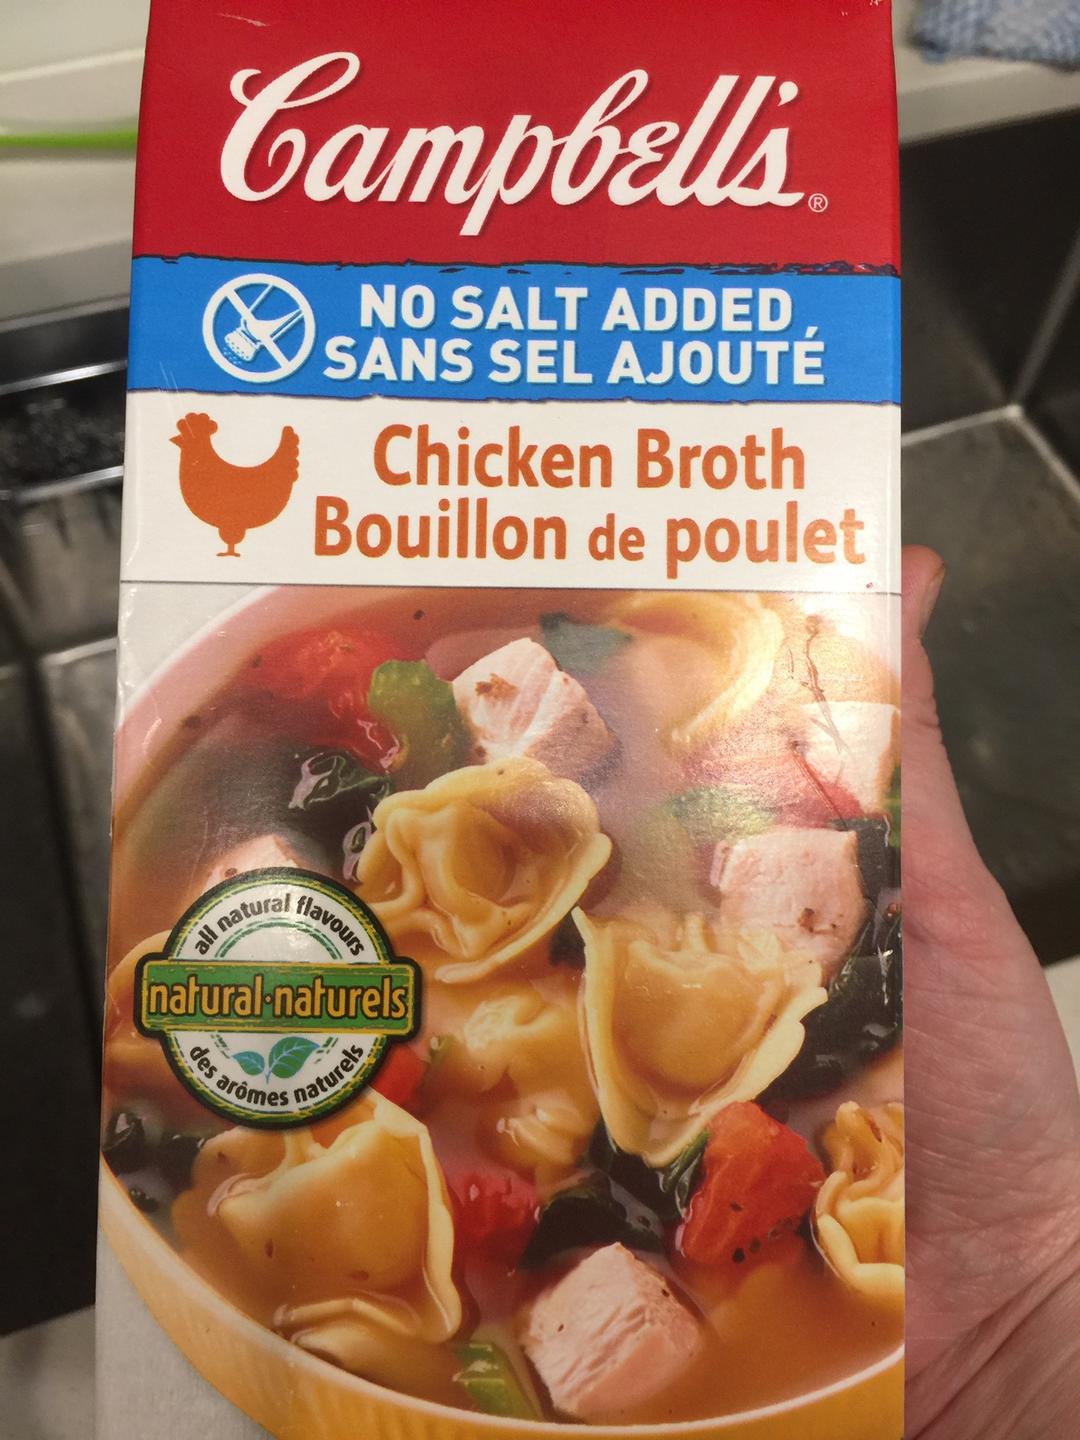 Campbell's®
NO SALT ADDED
SANS SEL AJOUTÉ
Chicken Broth
Bouillon de poulet
all natural flavours
natural·naturels
des arômes naturels